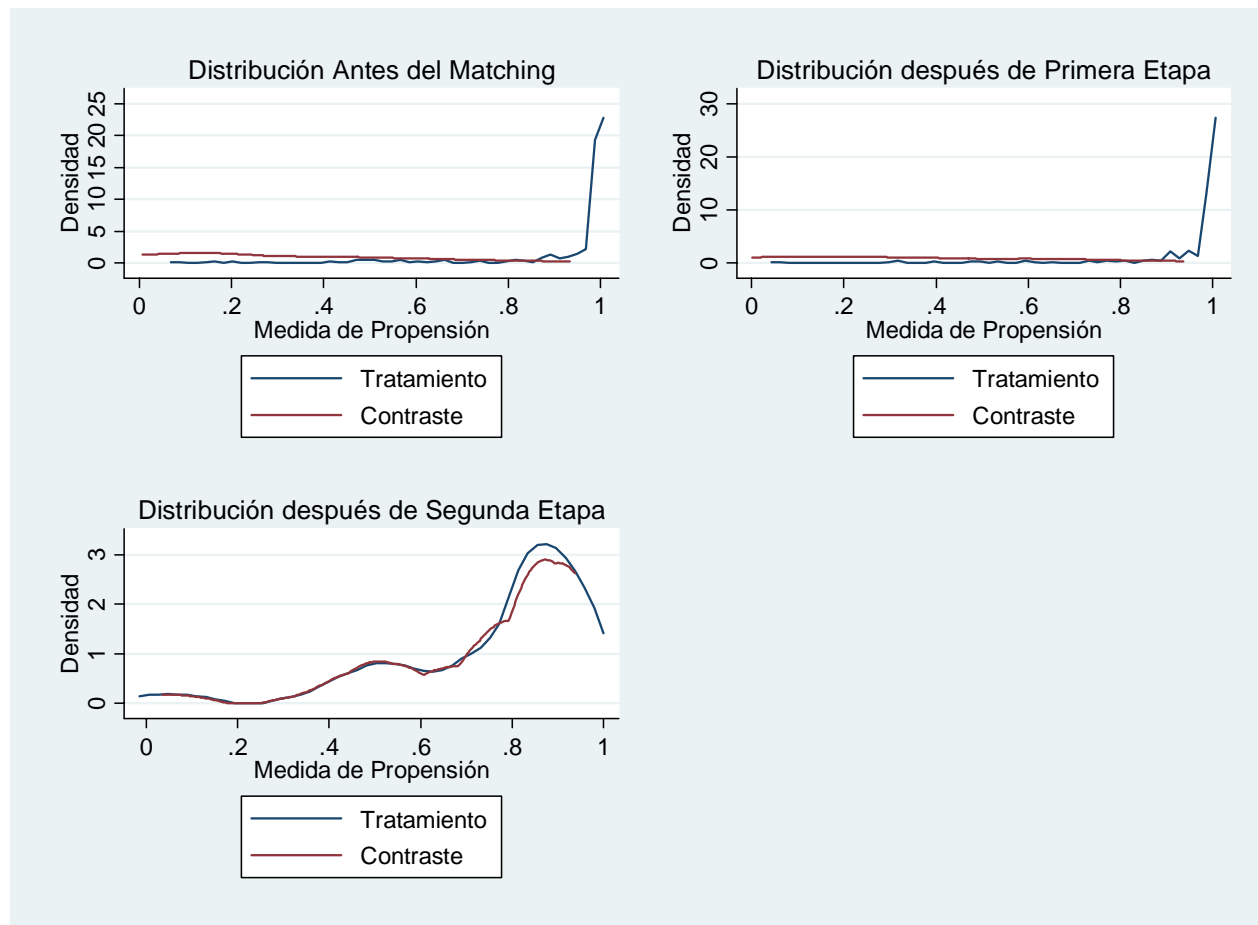 Distribución Antes del Matching
Densidad
25
20
15
10
5
0
0 .2 .4 .6 .8 1
Medida de Propensión
Tratamiento
Contraste
Distribución después de Primera Etapa
Densidad
30
20
10
0
0 .2 .4 .6 .8 1
Medida de Propensión
Tratamiento
Contraste
Distribución después de Segunda Etapa
Densidad
3
2
1
0
0 .2 .4 .6 .8 1
Medida de Propensión
Tratamiento
Contraste